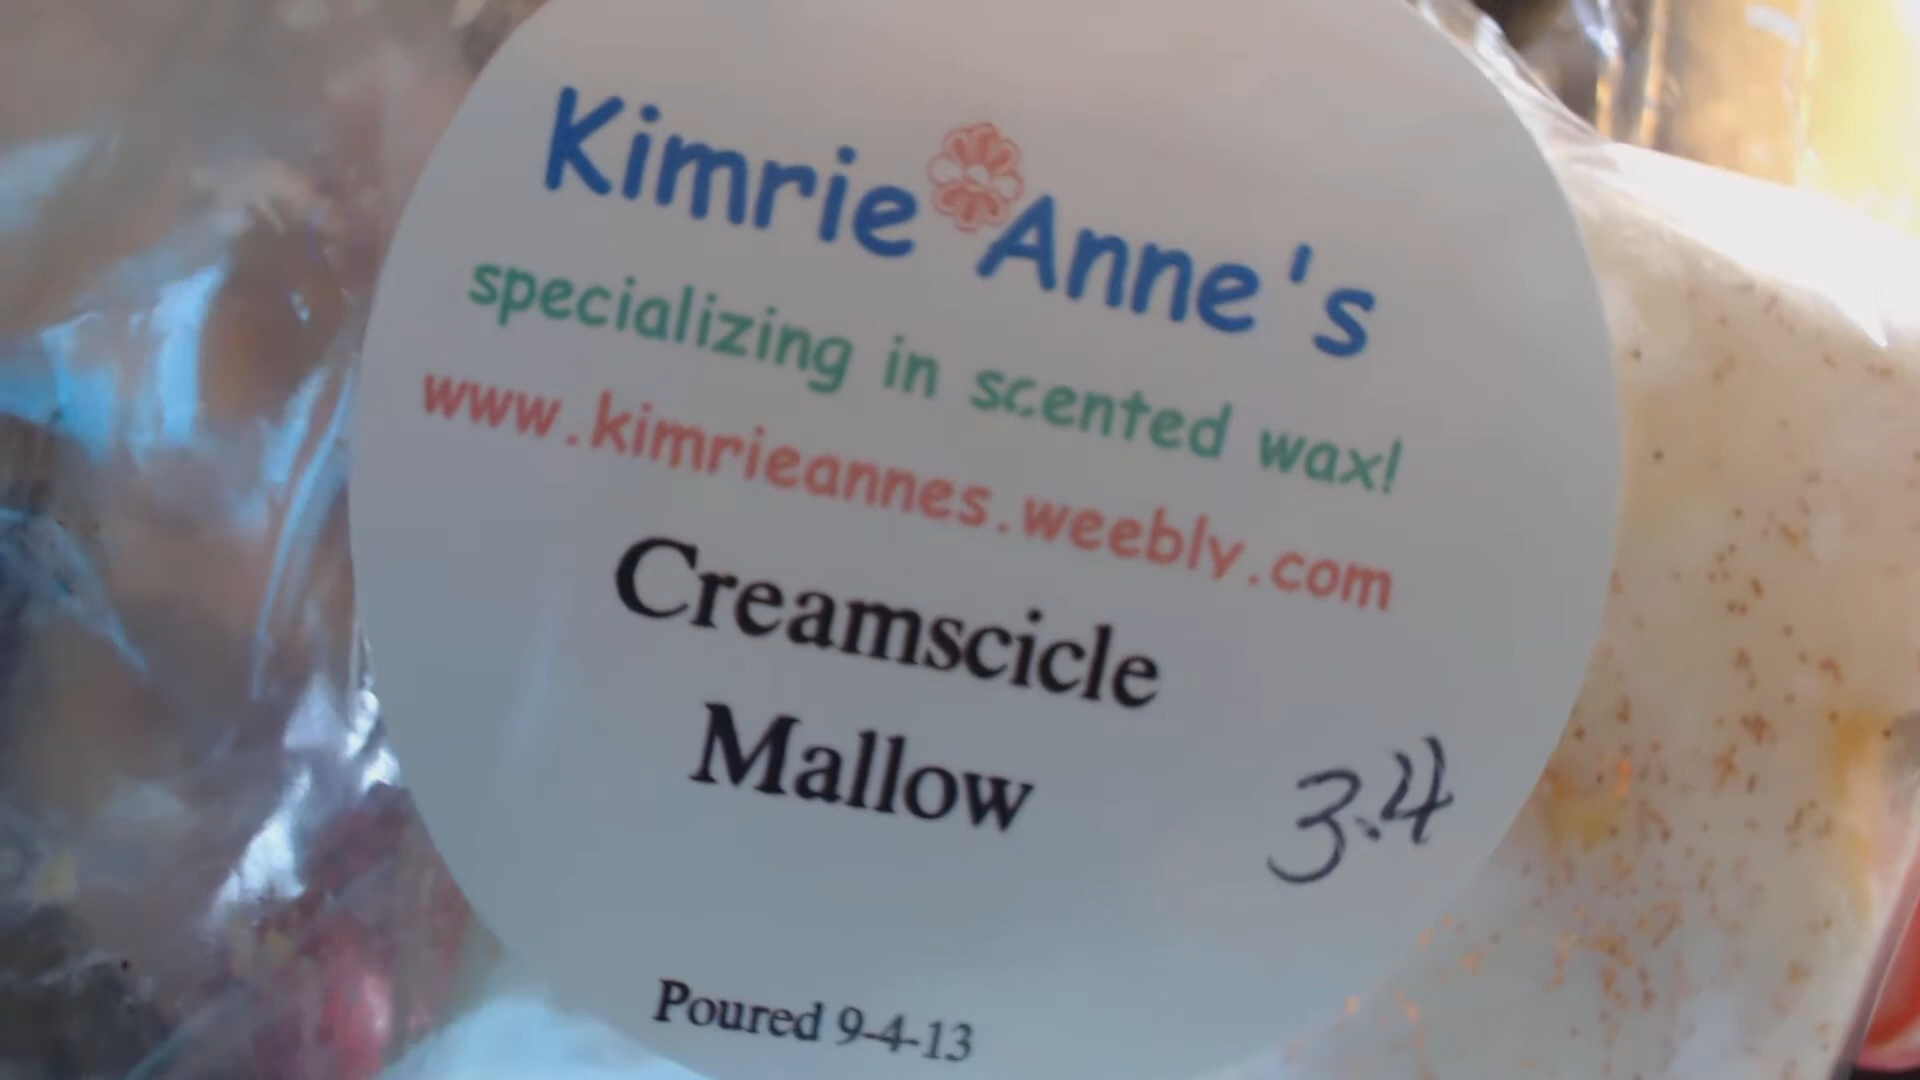 Kimrie Anne's
specializing in scented wax!
www.kimrieannes.weebly.com
Creamscicle
Mallow
3.4
Poured 9-4-13